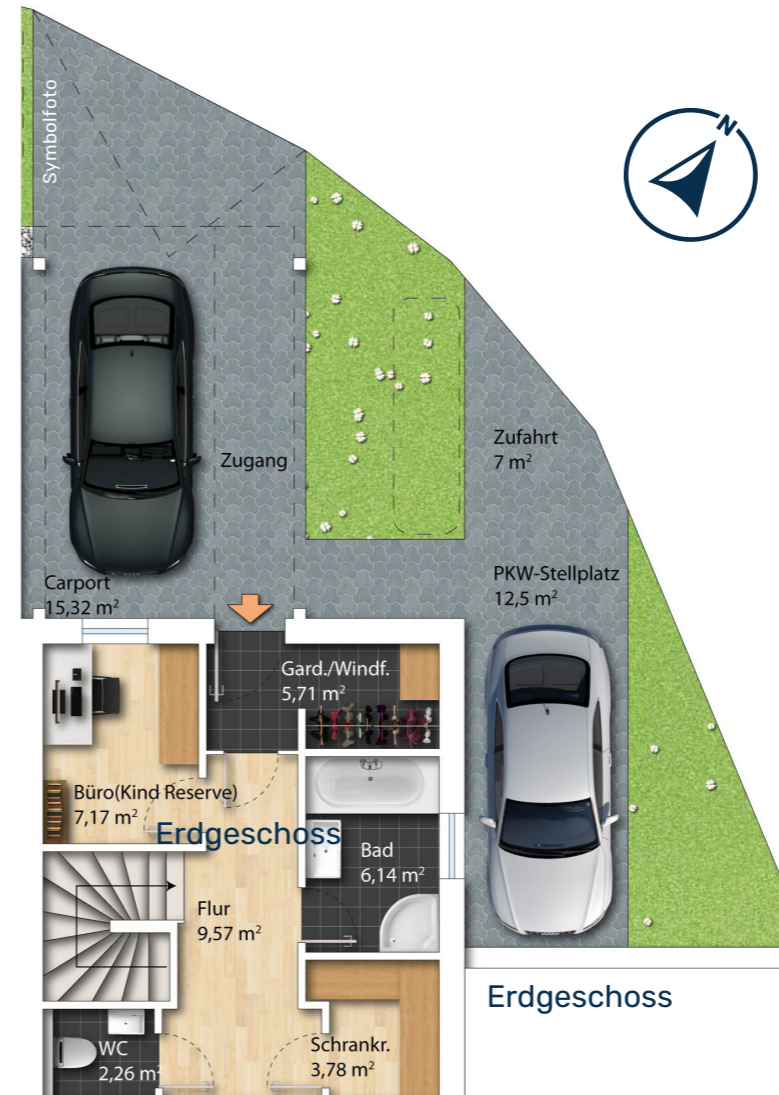 Symbolfoto
N
Zugang
Zufahrt
7 m²
Carport
15,32 m²
PKW-Stellplatz
12,5 m²
Gard./Windf.
5,71 m²
Büro(Kind Reserve)
7,17 m²
Erdgeschoss
Bad
6,14 m²
Flur
9,57 m²
Erdgeschoss
WC
2,26 m²
Schrankr.
3,78 m²